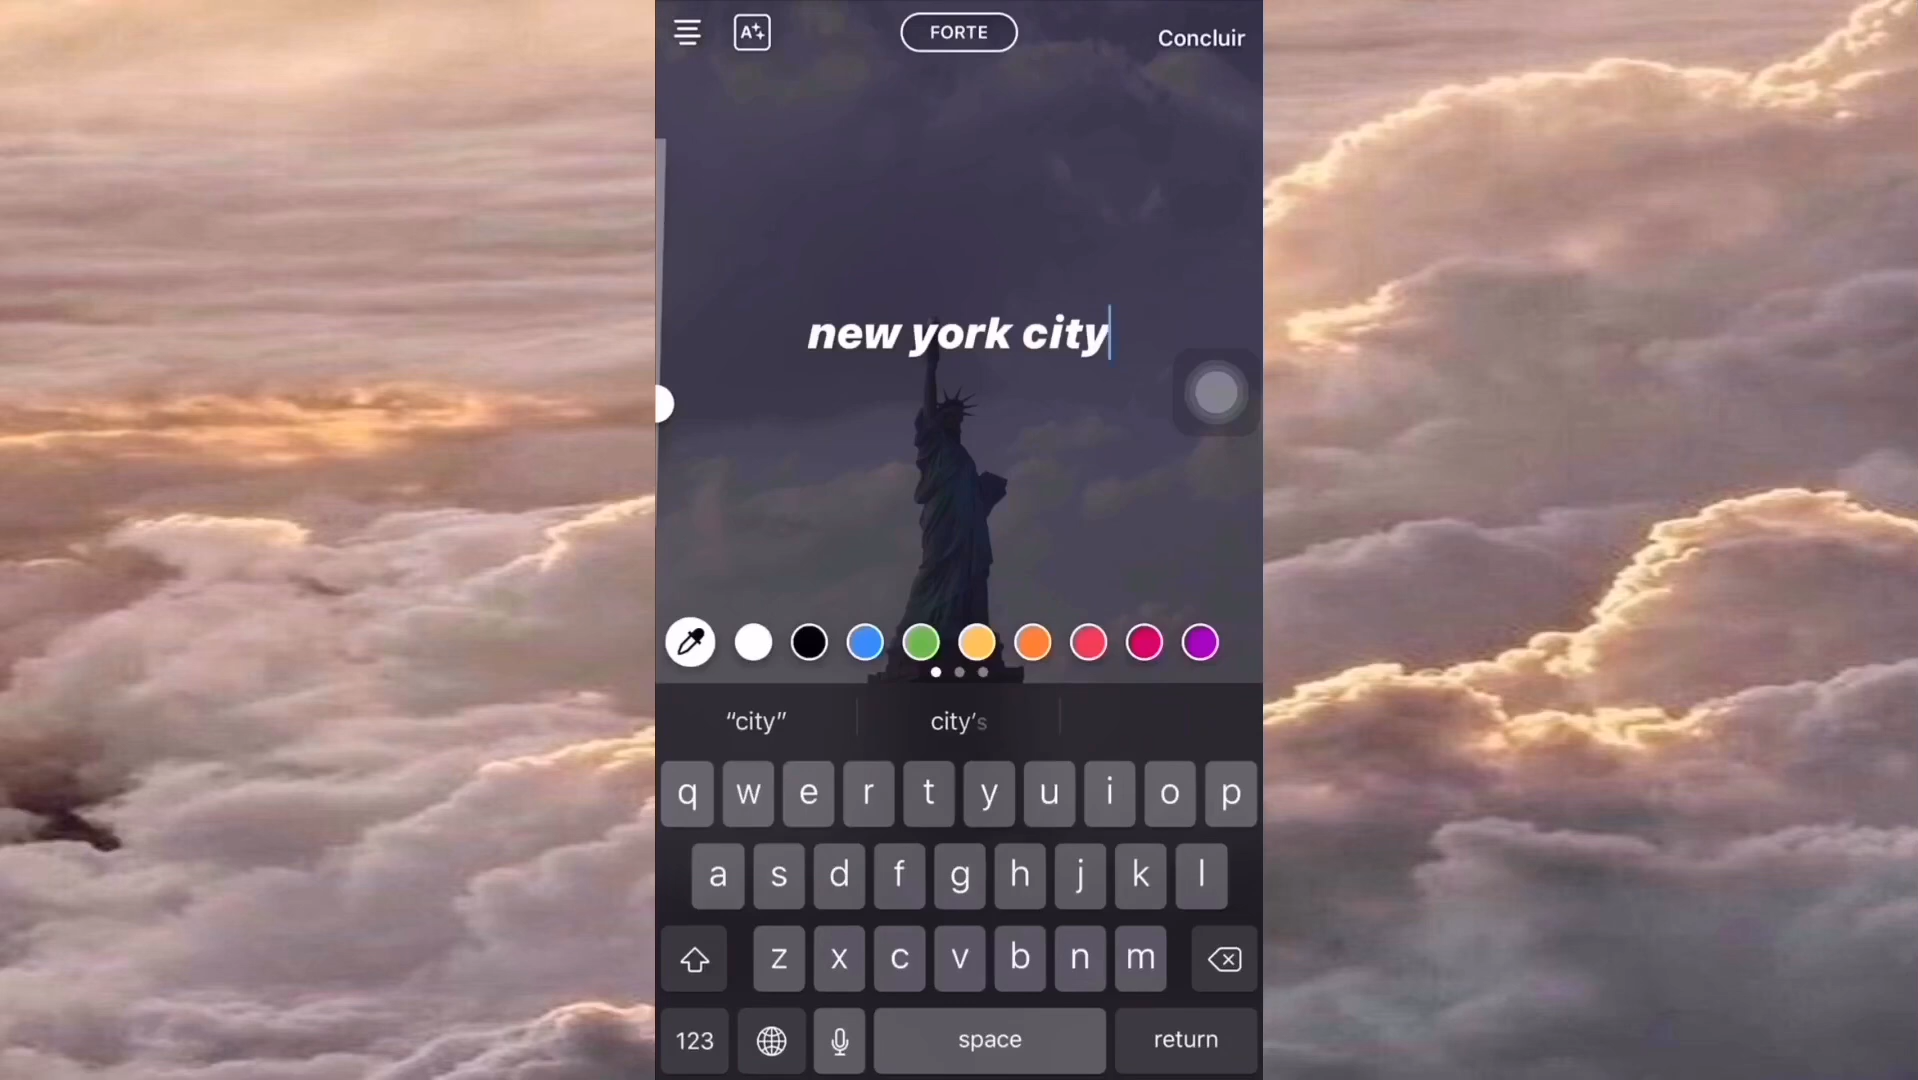 A
FORTE
Concluir
new york city
“city”
city’s
q w e r t y u i o p
a s d f g h j k l
z x c v b n m
123
space
return